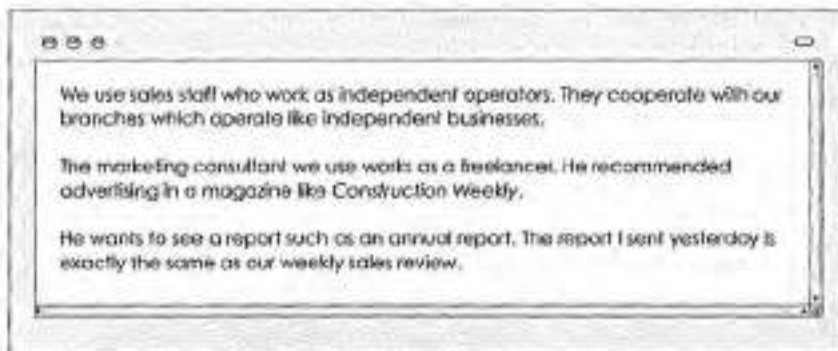 We use sales staff who work as independent operators. They cooperate with our
branches which operate like independent businesses.
The marketing consultant we use works as a freelancer. He recommended
advertising in a magazine like Construction Weekly.
He wants to see a report such as an annual report. The report I sent yesterday is
exactly the same as our weekly sales review.